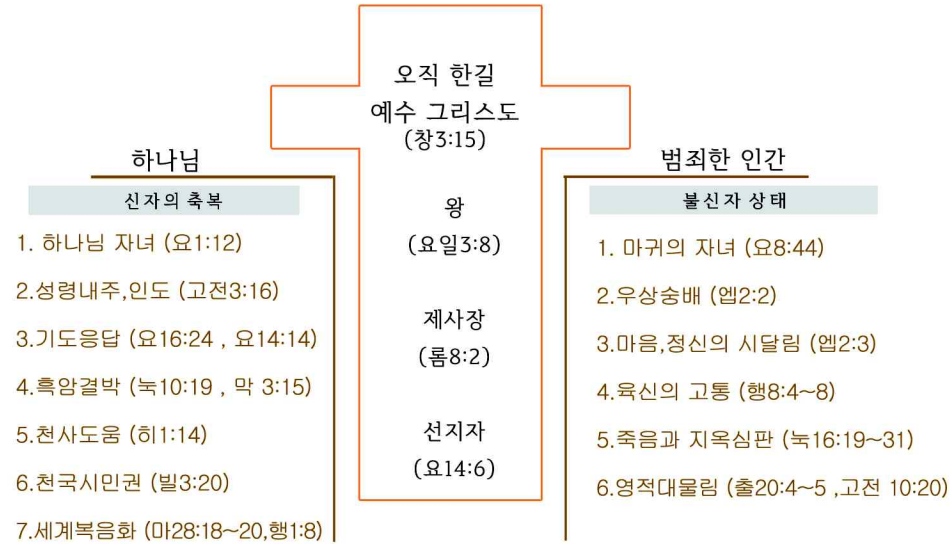 오직 한길
예수 그리스도
(창3:15)
왕
(요일3:8)
제사장
(롬8:2)
선지자
(요14:6)
하나님
신자의 축복
1. 하나님 자녀 (요1:12)
2.성령내주,인도 (고전3:16)
3.기도응답 (요16:24 , 요14:14)
4.흑암결박 (눅10:19 , 막 3:15)
5.천사도움 (히1:14)
6.천국시민권 (빌3:20)
7.세계복음화 (마28:18~20,행1:8)
범죄한 인간
불신자 상태
1. 마귀의 자녀 (요8:44)
2.우상숭배 (엡2:2)
3.마음,정신의 시달림 (엡2:3)
4.육신의 고통 (행8:4~8)
5.죽음과 지옥심판 (눅16:19~31)
6.영적대물림 (출20:4~5 ,고전 10:20)